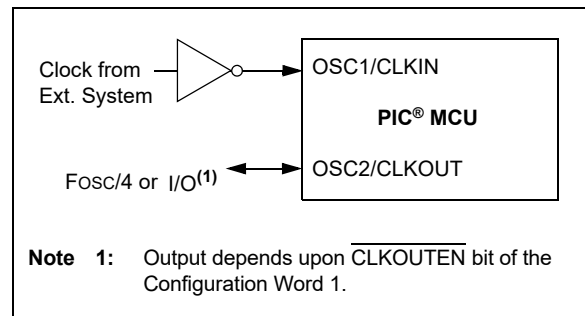 Clock from
Ext. System
OSC1/CLKIN
PIC® MCU
FOSC/4 or I/O(1)
OSC2/CLKOUT
Note 1: Output depends upon CLKOUTEN bit of the
Configuration Word 1.